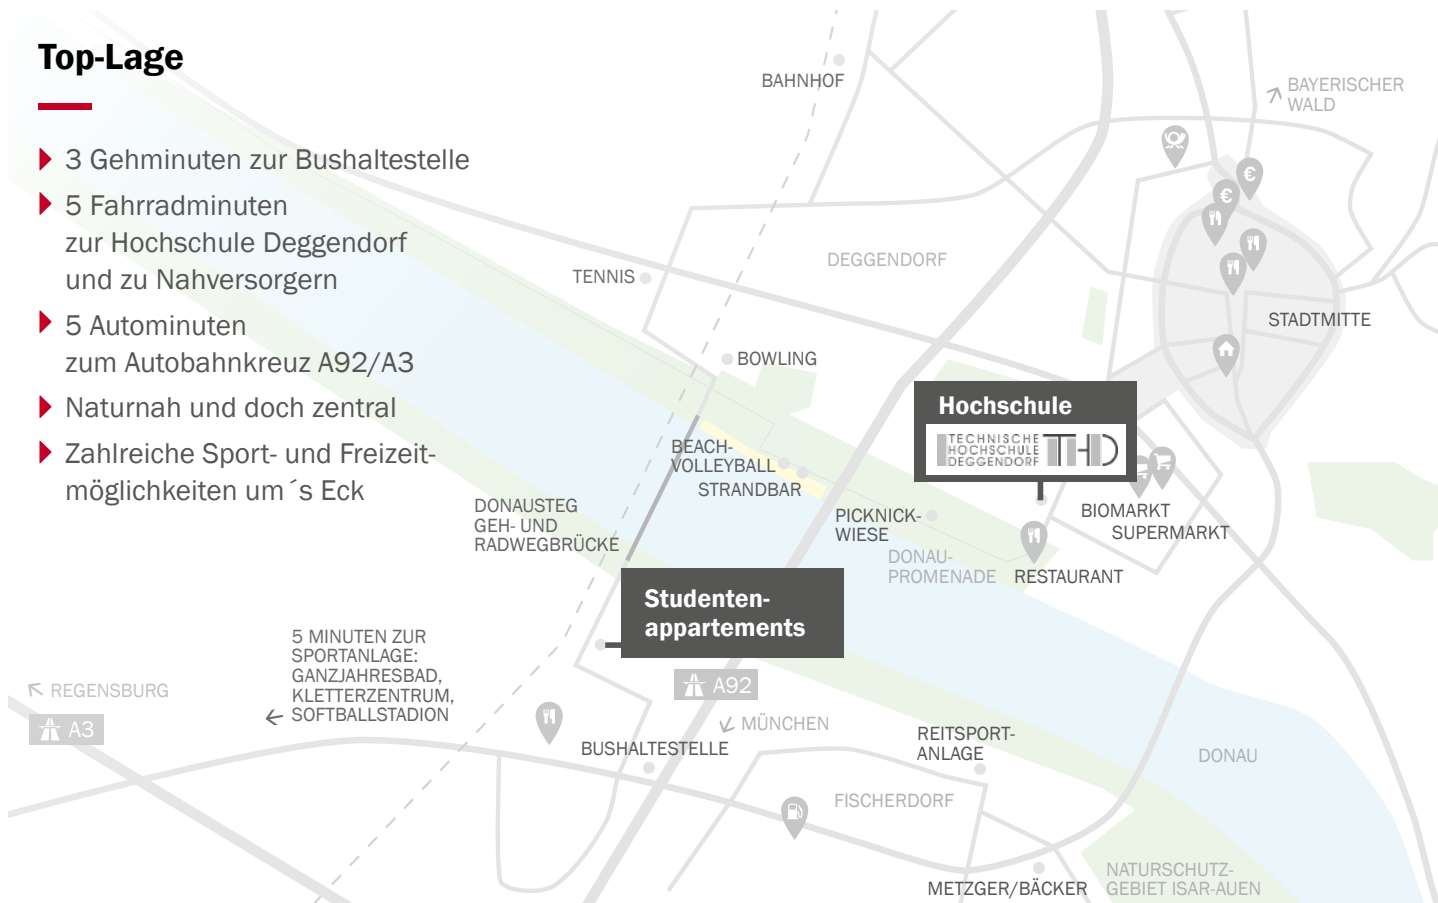 Top-Lage
3 Gehminuten zur Bushaltestelle
5 Fahrradminuten
zur Hochschule Deggendorf
und zu Nahversorgern
5 Autominuten
zum Autobahnkreuz A92/A3
Naturnah und doch zentral
Zahlreiche Sport- und Freizeit-
möglichkeiten um´s Eck
BAHNHOF
BAYERISCHER
WALD
€
€
DEGGENDORF
TENNIS
STADTMITTE
BOWLING
Hochschule
TECHNISCHE
HOCHSCHULE
DEGGENDORF
THD
BEACH-
VOLLEYBALL
STRANDBAR
DONAUSTEG
GEH- UND
RADWEGBRÜCKE
PICKNICK-
WIESE
BIOMARKT
SUPERMARKT
DONAU-
PROMENADE
RESTAURANT
Studenten-
appartements
5 MINUTEN ZUR
SPORTANLAGE:
GANZJAHRESBAD,
KLETTERZENTRUM,
SOFTBALLSTADION
REGENSBURG
A3
A92
MÜNCHEN
BUSHALTESTELLE
REITSPORT-
ANLAGE
DONAU
FISCHERDORF
METZGER/BÄCKER
NATURSCHUTZ-
GEBIET ISAR-AUEN